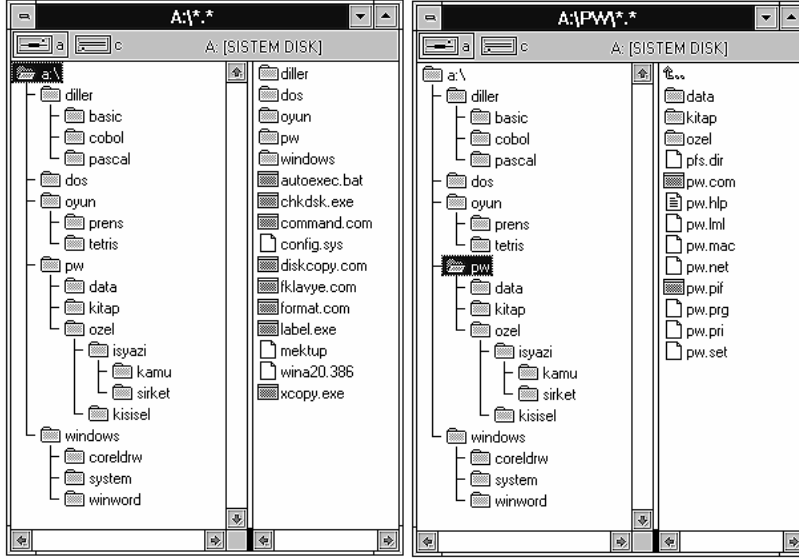 A:\*.*
a c A: [SISTEM DISK]
a:\
diller
basic
cobol
pascal
dos
oyun
prens
tetris
pw
data
kitap
ozel
isyazi
kamu
sirket
kisisel
windows
coreldrw
system
winword
diller
dos
oyun
pw
windows
autoexec.bat
chkdsk.exe
command.com
config.sys
diskcopy.com
fklavye.com
format.com
label.exe
mektup
wina20.386
xcopy.exe
A:\PW\*.*
a c A: [SISTEM DISK]
a:\
diller
basic
cobol
pascal
dos
oyun
prens
tetris
pw
data
kitap
ozel
isyazi
kamu
sirket
kisisel
windows
coreldrw
system
winword
..
data
kitap
ozel
pfs.dir
pw.com
pw.hlp
pw.lml
pw.mac
pw.net
pw.pif
pw.prg
pw.pri
pw.set